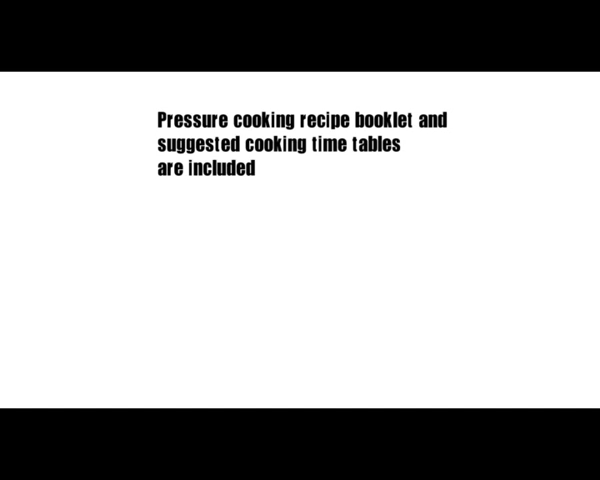 Pressure cooking recipe booklet and
suggested cooking time tables
are included